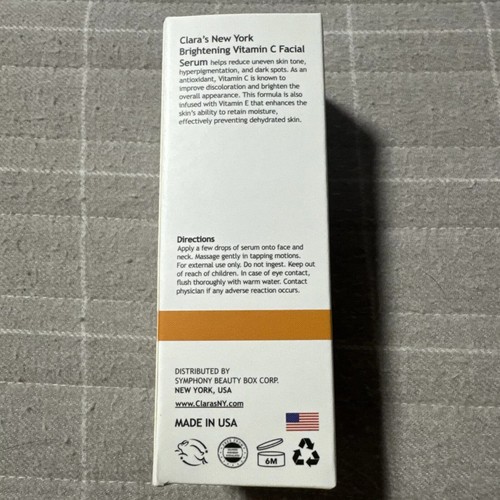 Clara's New York
Brightening Vitamin C Facial
Serum helps reduce uneven skin tone,
hyperpigmentation, and dark spots. As an
antioxidant, Vitamin C is known to
improve discoloration and brighten the
overall appearance. This formula is also
infused with Vitamin E that enhances the
skin's ability to retain moisture,
effectively preventing dehydrated skin.
Directions
Apply a few drops of serum onto face and
neck. Massage gently in tapping motions.
For external use only. Do not ingest. Keep out
of reach of children. In case of eye contact,
flush thoroughly with warm water. Contact
physician if any adverse reaction occurs.
DISTRIBUTED BY
SYMPHONY BEAUTY BOX CORP.
NEW YORK, USA
www.ClarasNY.com
MADE IN USA
6M